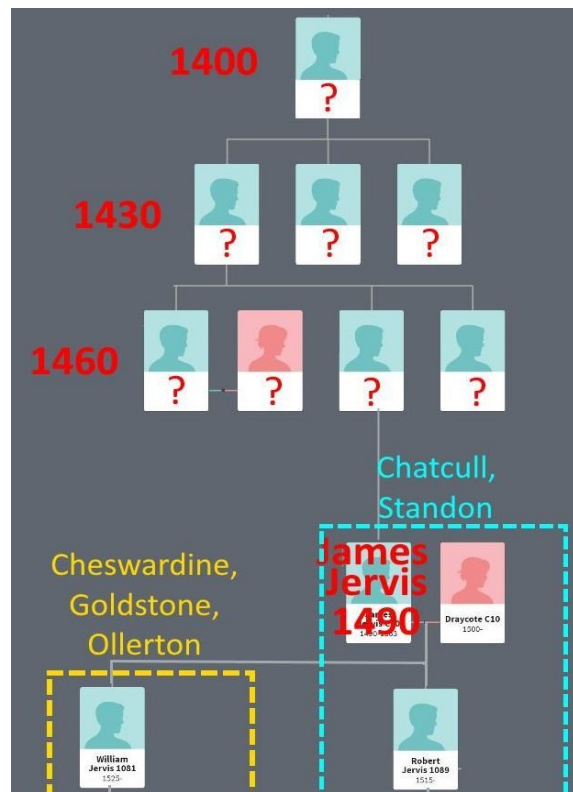 1400
?
1430
? ? ?
1460
? ? ? ?
Chatcull,
Standon
Cheswardine,
Goldstone,
Ollerton
James
Jervis
1490
Draycote C10
1500-
William
Jervis 1081
1525-
Robert
Jervis 1089
1515-